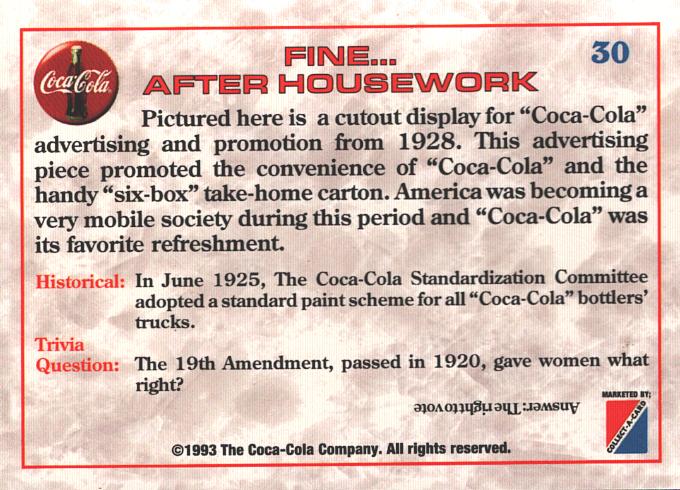 Coca-Cola
FINE...
30
AFTER HOUSEWORK
Pictured here is a cutout display for “Coca-Cola”
advertising and promotion from 1928. This advertising
piece promoted the convenience of “Coca-Cola” and the
handy “six-box” take-home carton. America was becoming a
very mobile society during this period and “Coca-Cola” was
its favorite refreshment.
Historical: In June 1925, The Coca-Cola Standardization Committee
adopted a standard paint scheme for all “Coca-Cola” bottlers’
trucks.
Trivia
Question: The 19th Amendment, passed in 1920, gave women what
right?
Answer: The right to vote
MARKETED BY;
COLLECT-A-CARD
©1993 The Coca-Cola Company. All rights reserved.